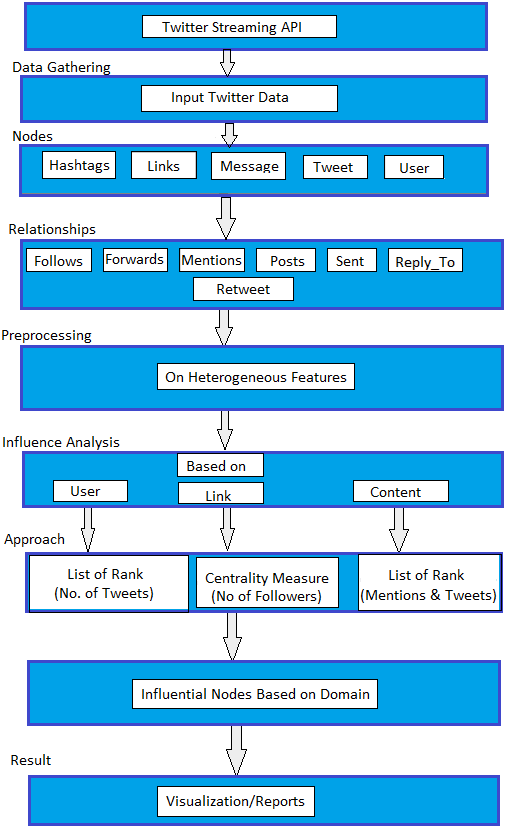 Twitter Streaming API
Data Gathering
Input Twitter Data
Nodes
Hashtags Links Message Tweet User
Relationships
Follows Forwards Mentions Posts Sent Reply_To
Retweet
Preprocessing
On Heterogeneous Features
Influence Analysis
Based on
User Link Content
Approach
List of Rank Centrality Measure List of Rank
(No. of Tweets) (No of Followers) (Mentions & Tweets)
Influential Nodes Based on Domain
Result
Visualization/Reports